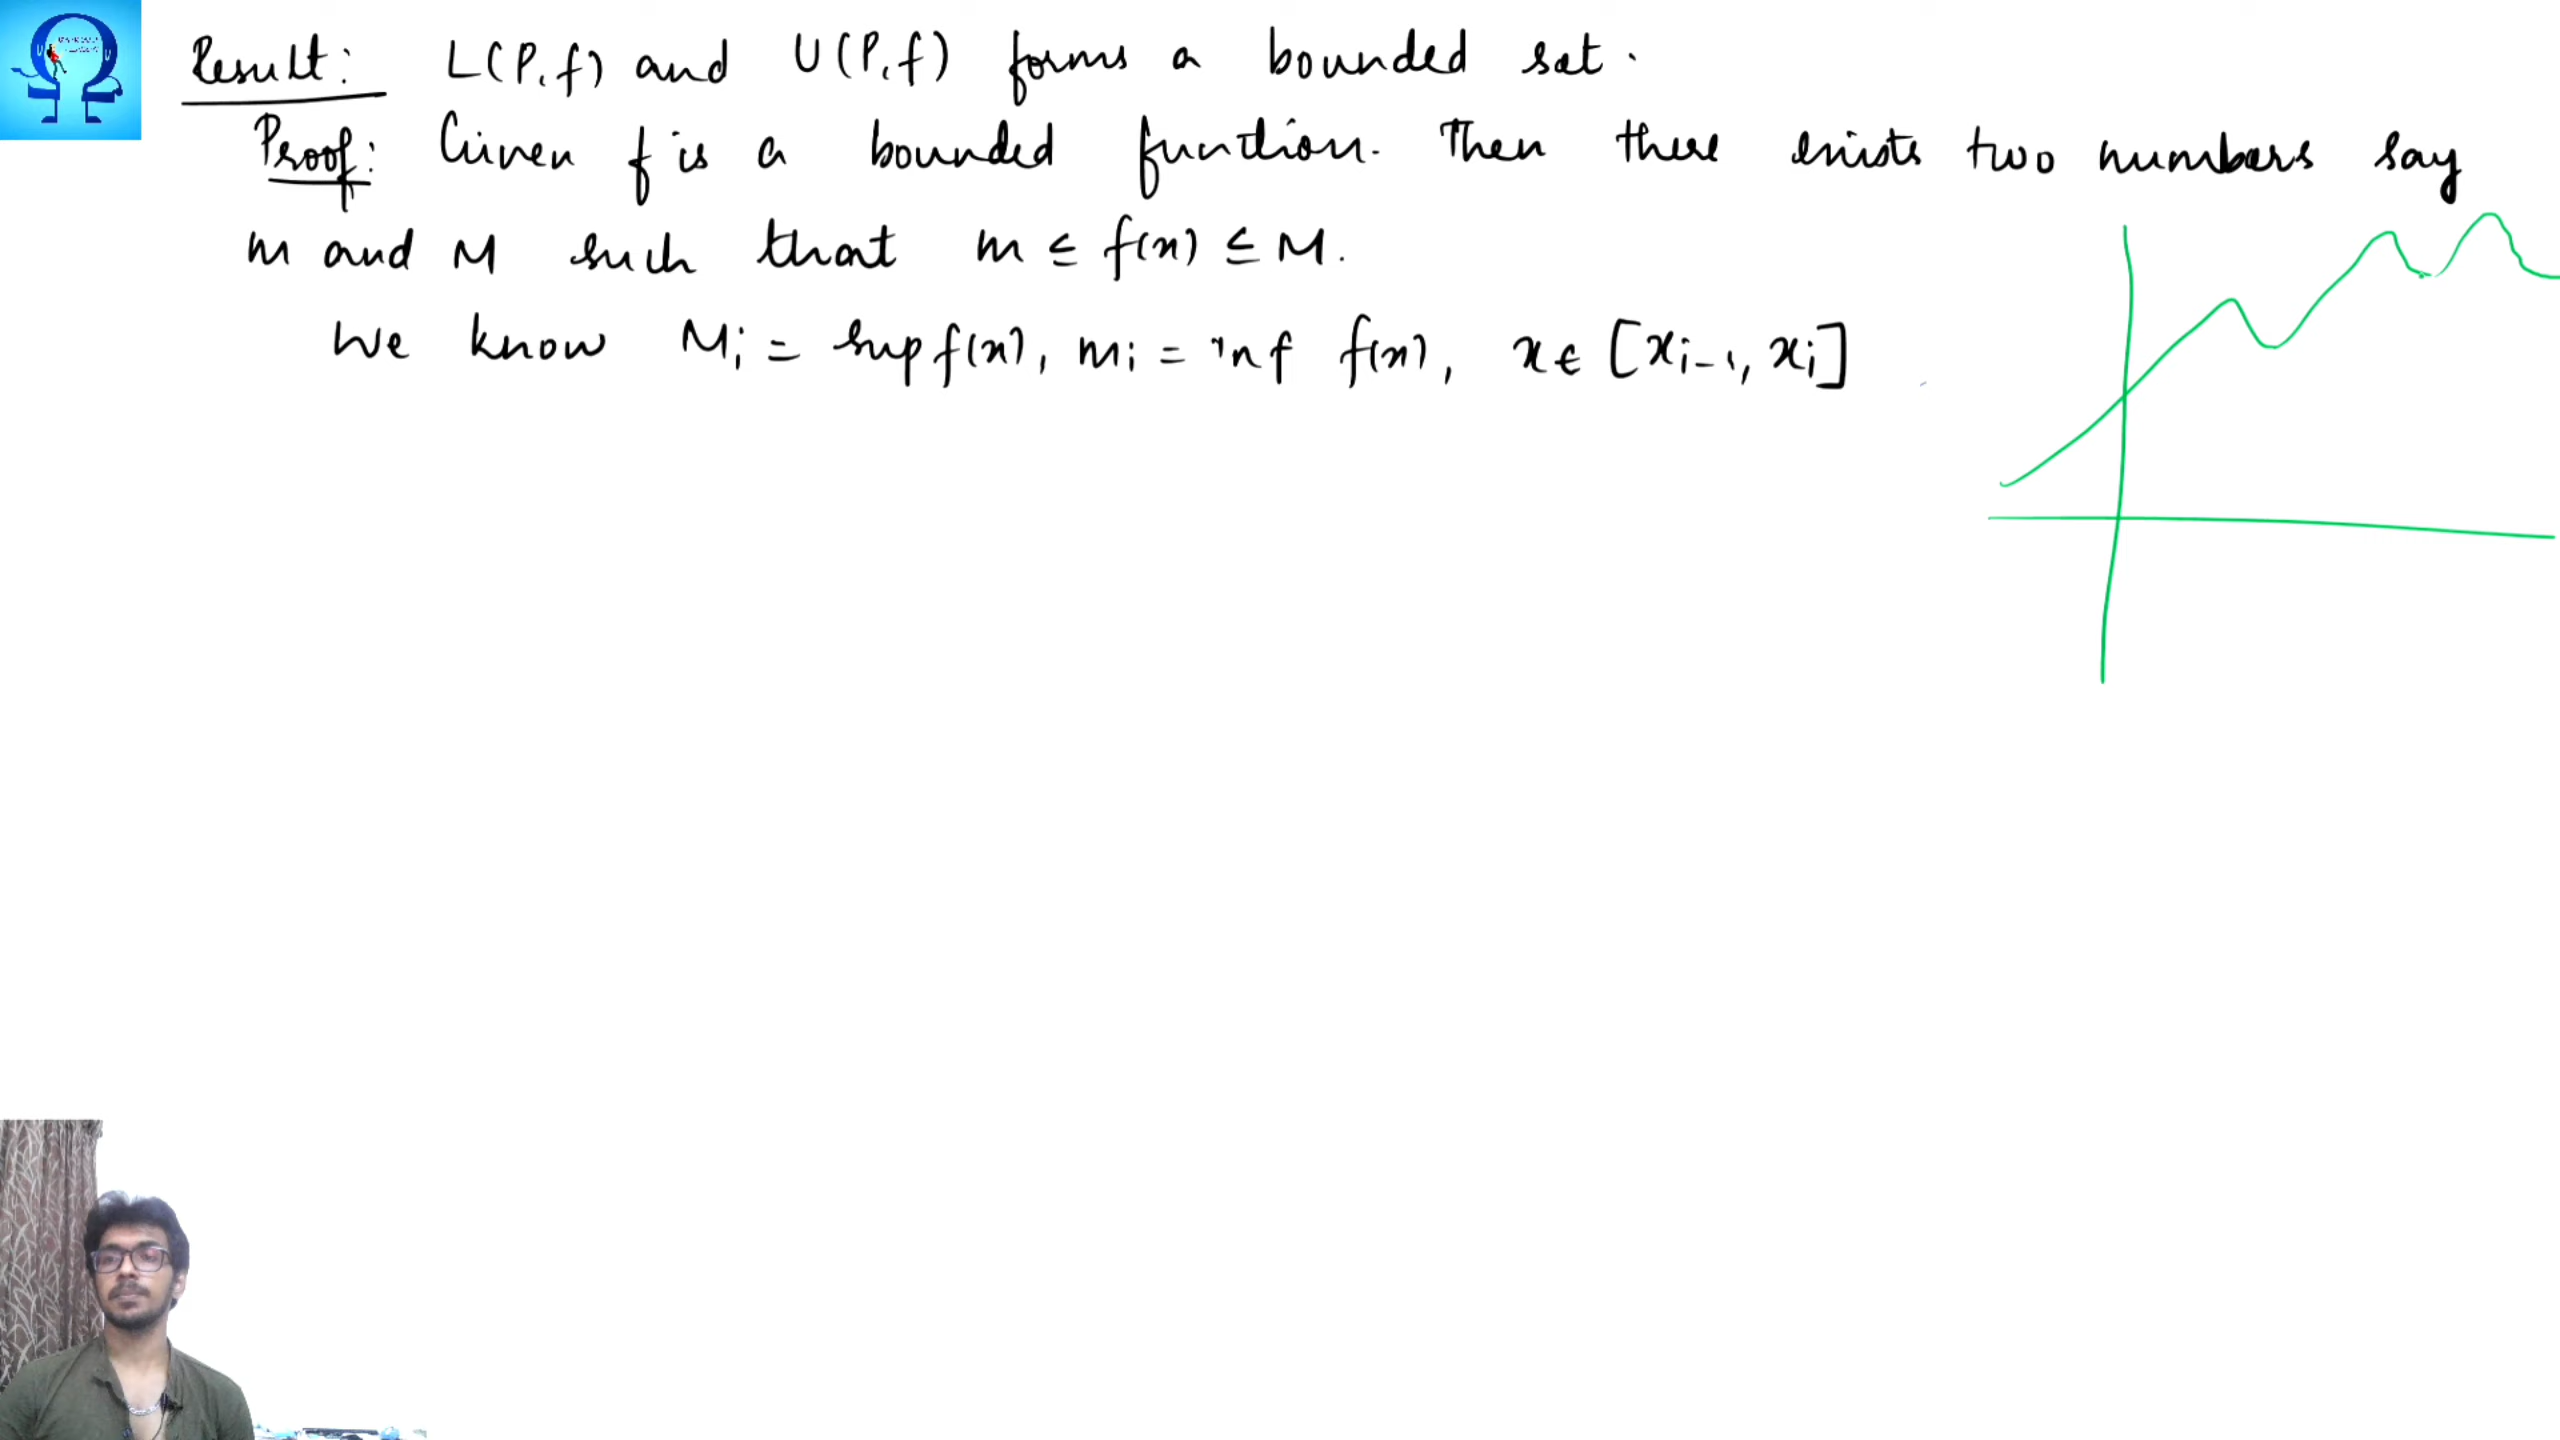 Result: L(P,f) and U(P,f) forms a bounded set.
Proof: Given f is a bounded function. Then there exists two numbers say
m and M such that m ≤ f(x) ≤ M.
We know Mi = sup f(x), mi = inf f(x), x ∈ [xi-1, xi]